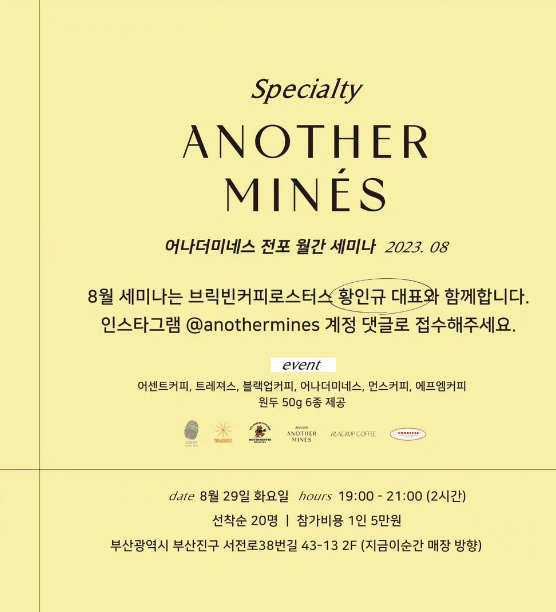 Specialty
ANOTHER
MINÉS
어나더미네스 전포 월간 세미나 2023. 08
8월 세미나는 브릭빈커피로스터스 황인규 대표와 함께합니다.
인스타그램 @anothermines 계정 댓글로 접수해주세요.
event
어센트커피, 트레져스, 블랙업커피, 어나더미네스, 먼스커피, 에프엠커피
원두 50g 6종 제공
ANOTHER
MINÉS
BLACKUP COFFEE
date 8월 29일 화요일 hours 19:00 - 21:00 (2시간)
선착순 20명 | 참가비용 1인 5만원
부산광역시 부산진구 서전로38번길 43-13 2F (지금이순간 매장 방향)